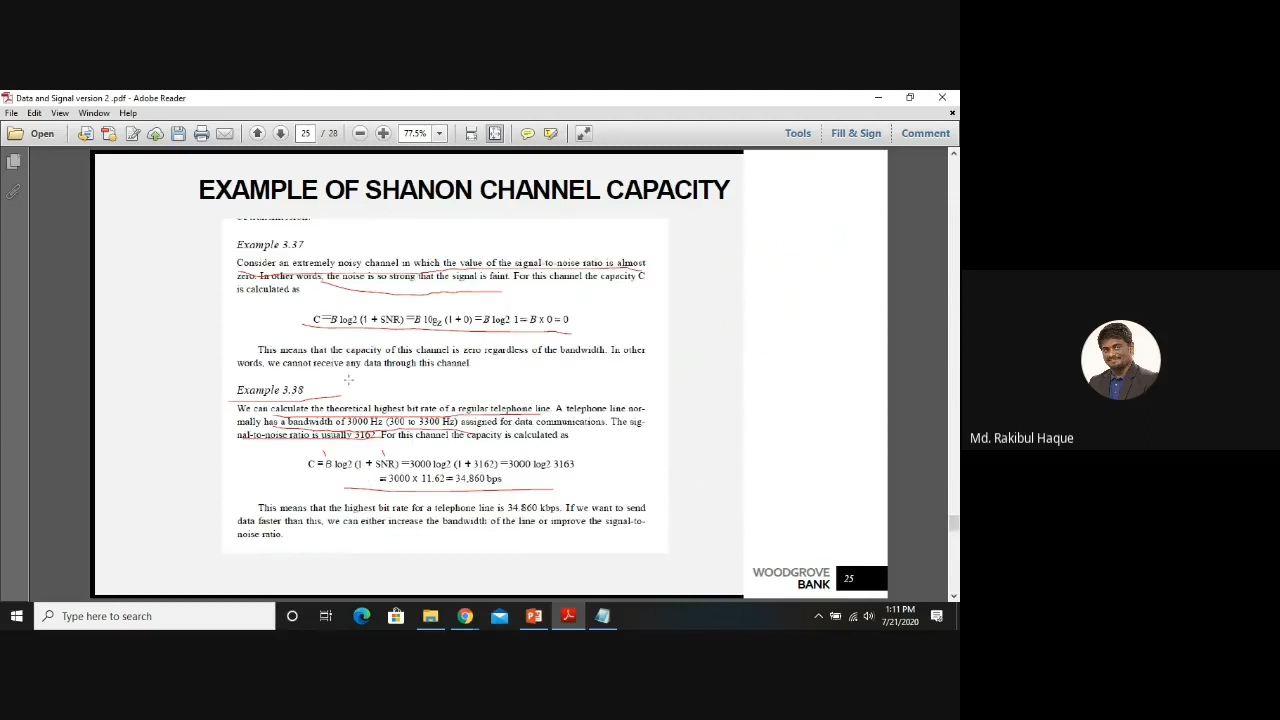 Data and Signal version 2 .pdf - Adobe Reader
File Edit View Window Help
Open 25 / 28 77.5% Tools Fill & Sign Comment
EXAMPLE OF SHANON CHANNEL CAPACITY
Example 3.37
Consider an extremely noisy channel in which the value of the signal-to-noise ratio is almost
zero. In other words, the noise is so strong that the signal is faint. For this channel the capacity C
is calculated as
C = B log2 (1 + SNR) = B 10gz (1 + 0) = B log2 1 = B x 0 = 0
This means that the capacity of this channel is zero regardless of the bandwidth. In other
words, we cannot receive any data through this channel.
Example 3.38
We can calculate the theoretical highest bit rate of a regular telephone line. A telephone line nor-
mally has a bandwidth of 3000 Hz (300 to 3300 Hz) assigned for data communications. The sig-
nal-to-noise ratio is usually 3162. For this channel the capacity is calculated as
C = B log2 (1 + SNR) = 3000 log2 (1 + 3162) = 3000 log2 3163
= 3000 x 11.62 = 34,860 bps
This means that the highest bit rate for a telephone line is 34.860 kbps. If we want to send
data faster than this, we can either increase the bandwidth of the line or improve the signal-to-
noise ratio.
WOODGROVE
BANK
25
Md. Rakibul Haque
Type here to search
1:11 PM
7/21/2020